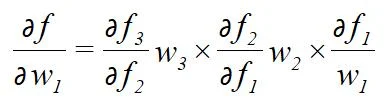 ∂f/∂w₁ = ∂f₃/∂f₂ w₃ × ∂f₂/∂f₁ w₂ × ∂f₁/w₁